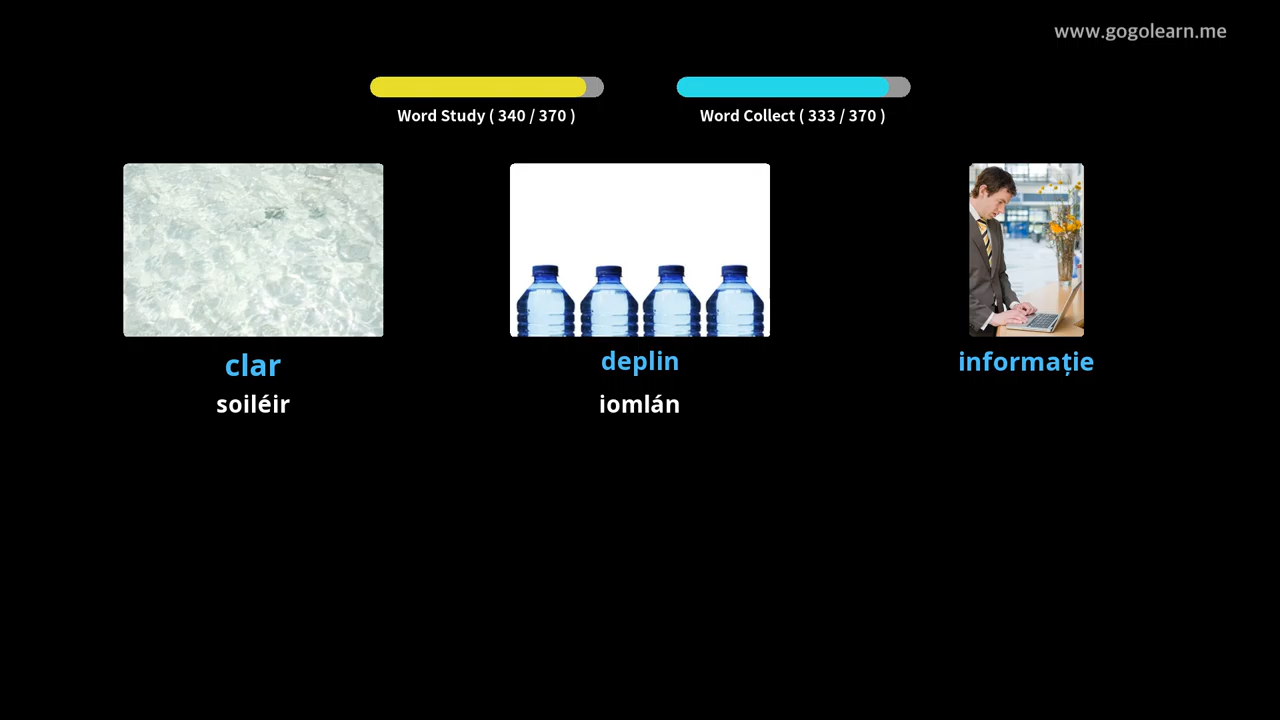 www.gogolearn.me
Word Study ( 340 / 370 )
Word Collect ( 333 / 370 )
clar
deplin
informație
soiléir
iomlán